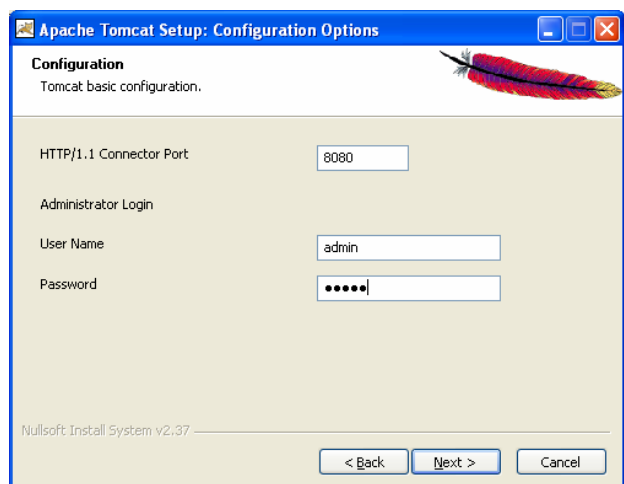 Apache Tomcat Setup: Configuration Options
Configuration
Tomcat basic configuration.
HTTP/1.1 Connector Port 8080
Administrator Login
User Name admin
Password •••••
Nullsoft Install System v2.37
< Back Next > Cancel